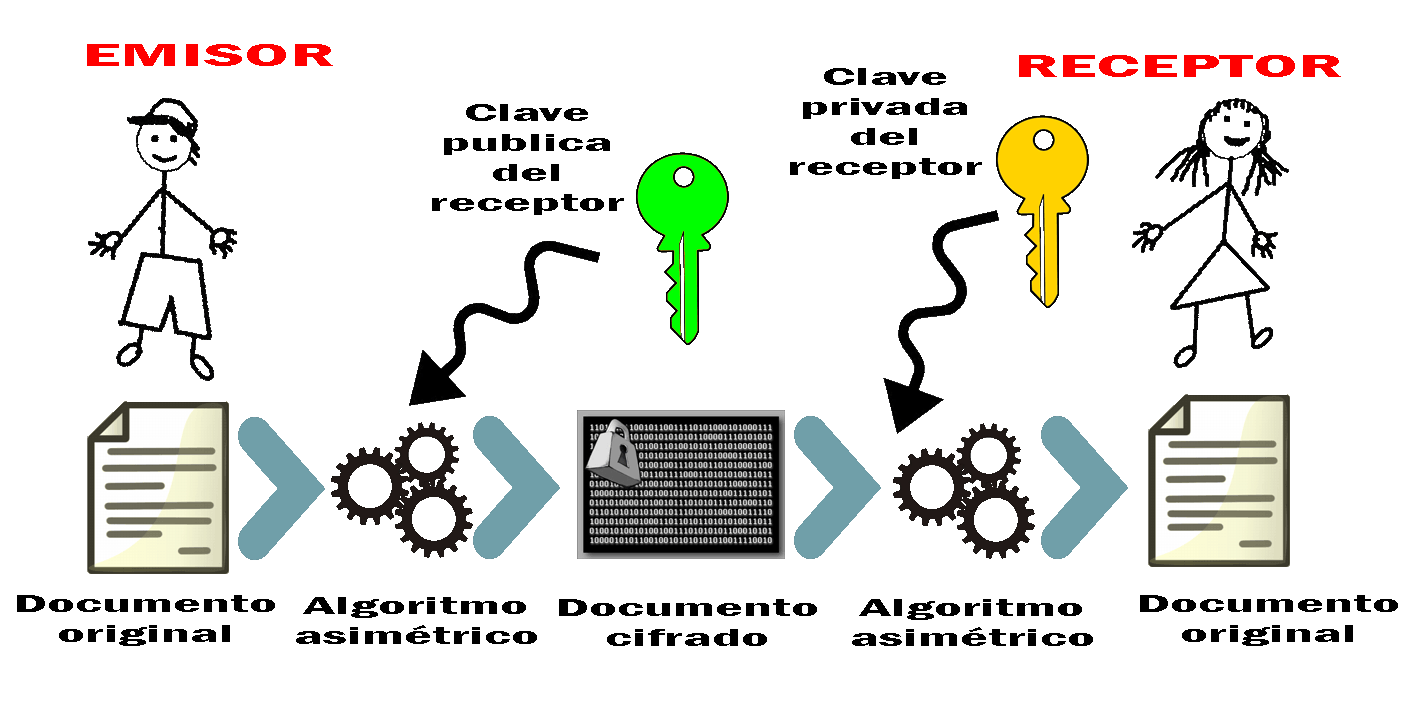 EMISOR
RECEPTOR
Clave
publica
del
receptor
Clave
privada
del
receptor
Documento
original
Algoritmo
asimétrico
Documento
cifrado
Algoritmo
asimétrico
Documento
original